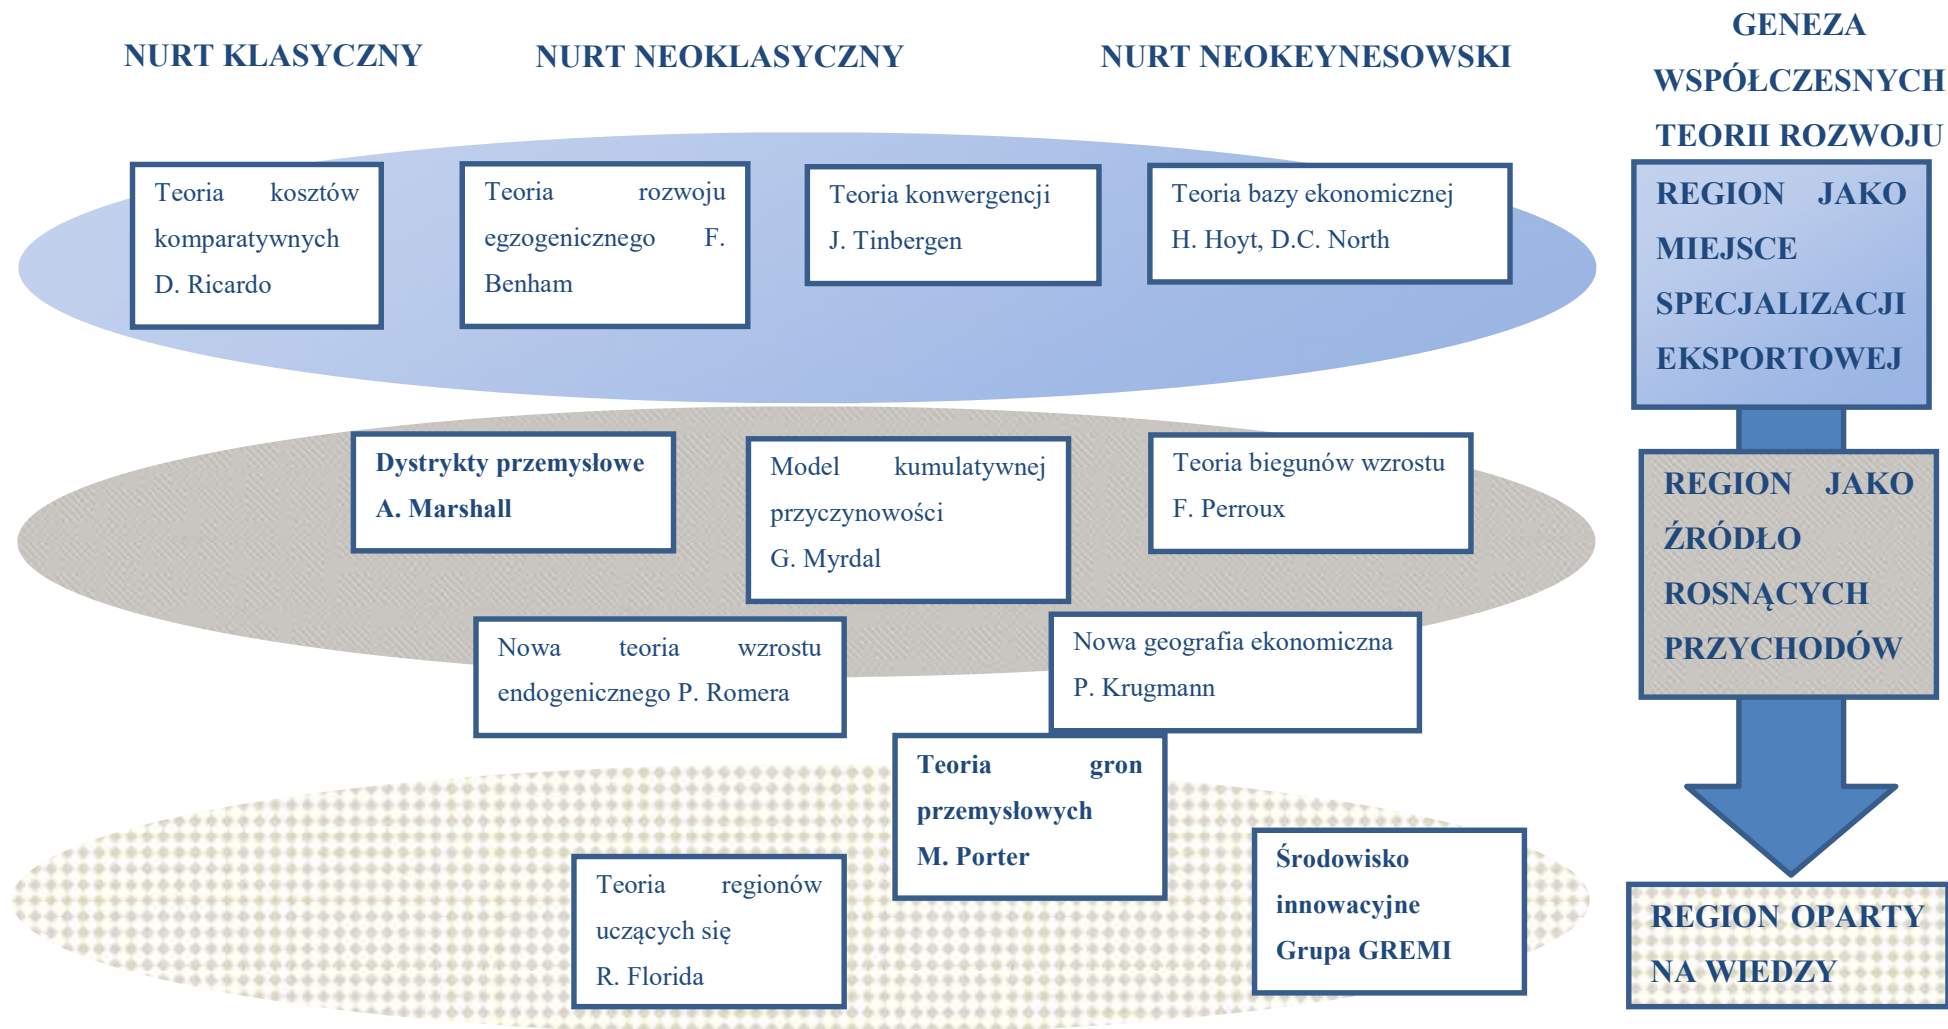 NURT KLASYCZNY
NURT NEOKLASYCZNY
NURT NEOKEYNESOWSKI
GENEZA
WSPÓŁCZESNYCH
TEORII ROZWOJU
Teoria kosztów
komparatywnych
D. Ricardo
Teoria rozwoju
egzogenicznego F.
Benham
Teoria konwergencji
J. Tinbergen
Teoria bazy ekonomicznej
H. Hoyt, D.C. North
REGION JAKO
MIEJSCE
SPECJALIZACJI
EKSPORTOWEJ
Dystrykty przemysłowe
A. Marshall
Model kumulatywnej
przyczynowości
G. Myrdal
Teoria biegunów wzrostu
F. Perroux
REGION JAKO
ŹRÓDŁO
ROSNĄCYCH
PRZYCHODÓW
Nowa teoria wzrostu
endogenicznego P. Romera
Nowa geografia ekonomiczna
P. Krugmann
Teoria gron
przemysłowych
M. Porter
Teoria regionów
uczących się
R. Florida
Środowisko
innowacyjne
Grupa GREMI
REGION OPARTY
NA WIEDZY